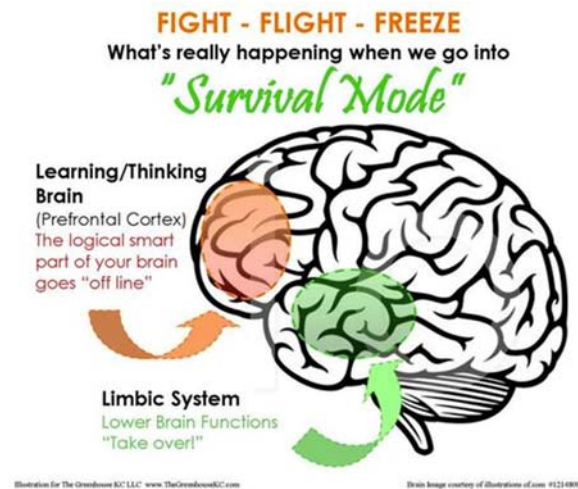 FIGHT - FLIGHT - FREEZE
What's really happening when we go into
"Survival Mode"
Learning/Thinking
Brain
(Prefrontal Cortex)
The logical smart
part of your brain
goes "off line"
Limbic System
Lower Brain Functions
"Take over!"
Illustration for The Greenhouse KC LLC www.TheGreenhouseKC.com
Brain Image courtesy of illustrations of.com